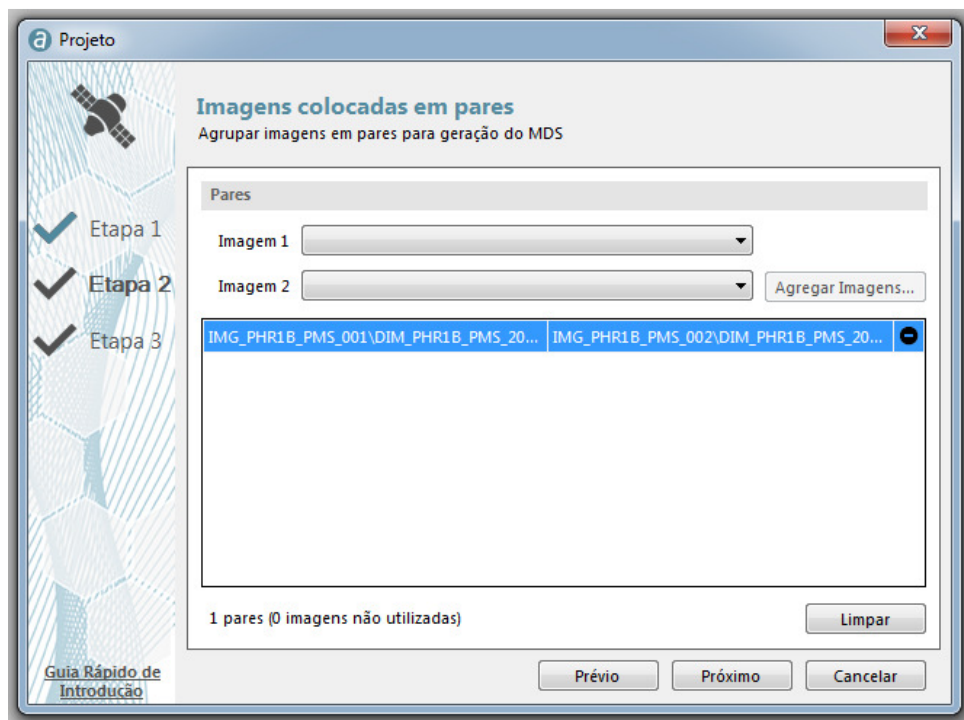 Projeto
Imagens colocadas em pares
Agrupar imagens em pares para geração do MDS
Pares
Etapa 1
Imagem 1
Etapa 2
Imagem 2
Agregar Imagens...
Etapa 3
IMG_PHR1B_PMS_001\DIM_PHR1B_PMS_20... IMG_PHR1B_PMS_002\DIM_PHR1B_PMS_20...
1 pares (0 imagens não utilizadas)
Limpar
Guia Rápido de
Introdução
Prévio
Próximo
Cancelar